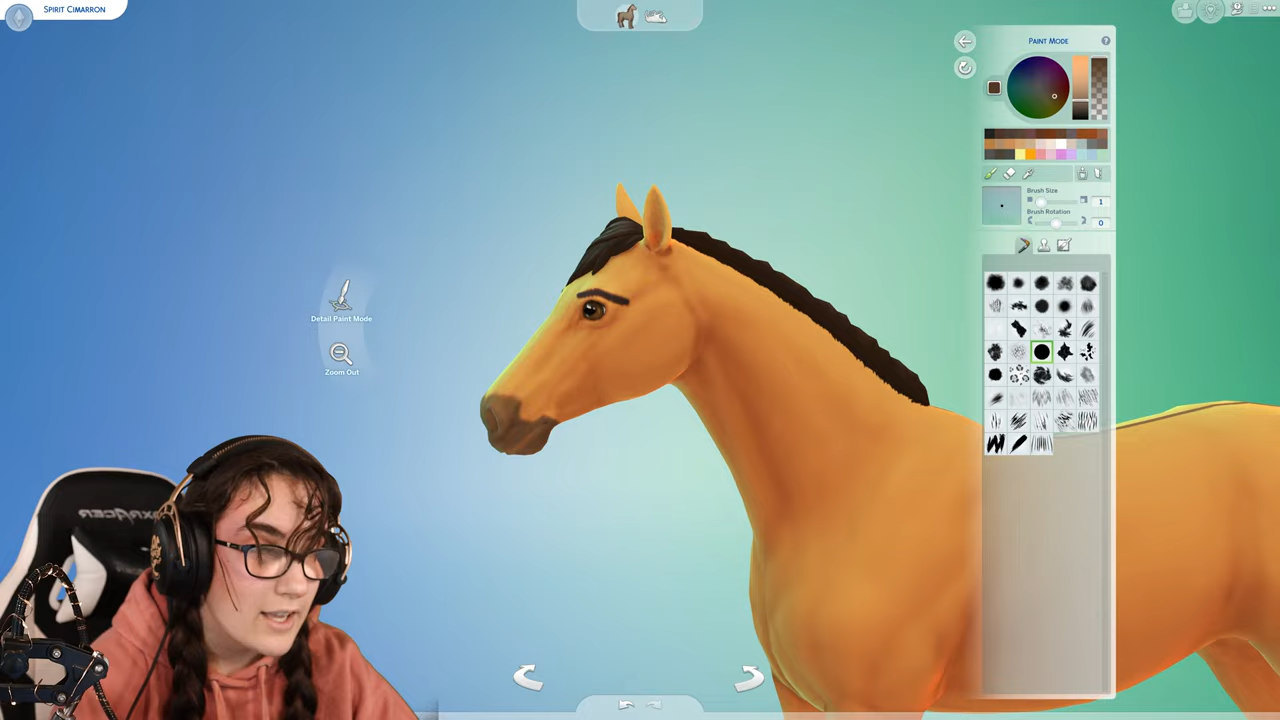 SPIRIT CIMARRON
PAINT MODE
?
Brush Size
1
Brush Rotation
0
Detail Paint Mode
Zoom Out